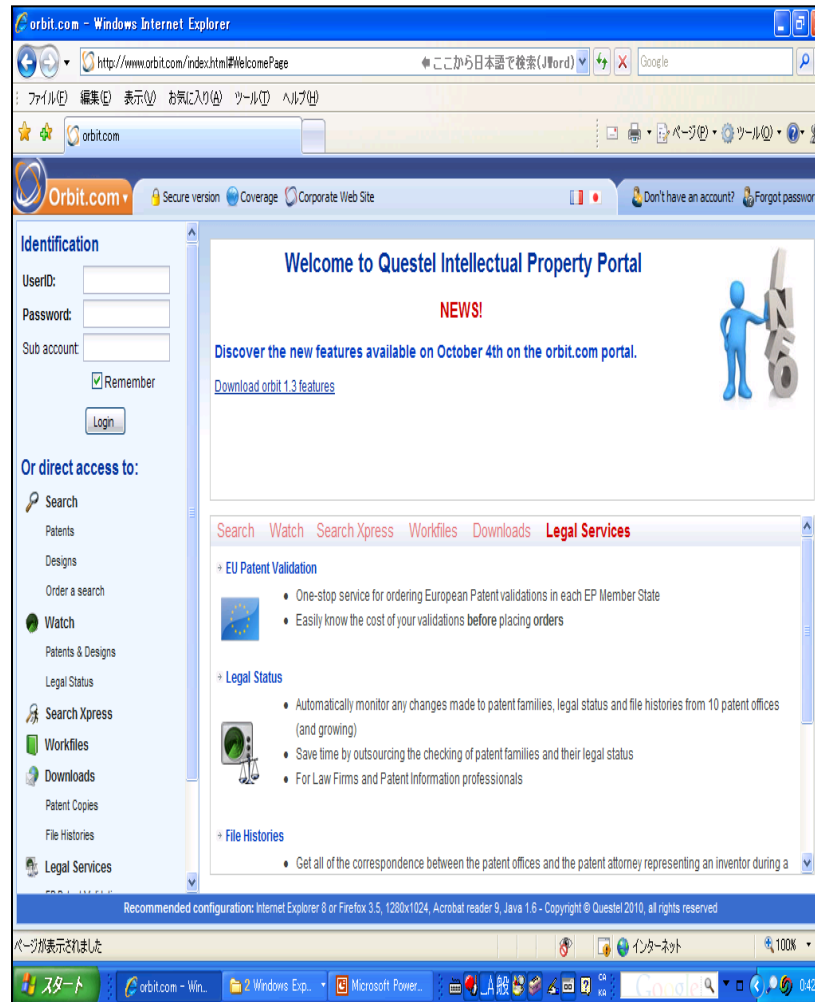 orbit.com - Windows Internet Explorer
http://www.orbit.com/index.html#WelcomePage
ここから日本語で検索(JWord)
Google
ファイル(F) 編集(E) 表示(V) お気に入り(A) ツール(T) ヘルプ(H)
orbit.com
ページ(P) ツール(O)
Orbit.com
Secure version Coverage Corporate Web Site
Don't have an account? Forgot passwor
Identification
UserID:
Password:
Sub account:
Remember
Login
Or direct access to:
Search
Patents
Designs
Order a search
Watch
Patents & Designs
Legal Status
Search Xpress
Workfiles
Downloads
Patent Copies
File Histories
Legal Services
Welcome to Questel Intellectual Property Portal
NEWS!
Discover the new features available on October 4th on the orbit.com portal.
Download orbit 1.3 features
INFO
Search Watch Search Xpress Workfiles Downloads Legal Services
EU Patent Validation
One-stop service for ordering European Patent validations in each EP Member State
Easily know the cost of your validations before placing orders
Legal Status
Automatically monitor any changes made to patent families, legal status and file histories from 10 patent offices
(and growing)
Save time by outsourcing the checking of patent families and their legal status
For Law Firms and Patent Information professionals
File Histories
Get all of the correspondence between the patent offices and the patent attorney representing an inventor during a
Recommended configuration: Internet Explorer 8 or Firefox 3.5, 1280x1024, Acrobat reader 9, Java 1.6 - Copyright © Questel 2010, all rights reserved
ページが表示されました
インターネット
100%
スタート
orbit.com - Win...
2 Windows Exp...
Microsoft Power...
A 般
CA
KA
Google
0:42